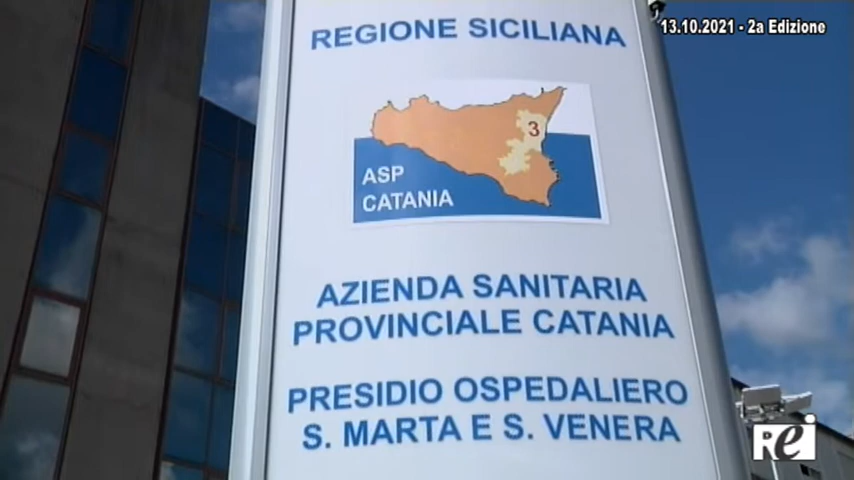 13.10.2021 - 2a Edizione
REGIONE SICILIANA
3
ASP
CATANIA
AZIENDA SANITARIA
PROVINCIALE CATANIA
PRESIDIO OSPEDALIERO
S. MARTA E S. VENERA
REi